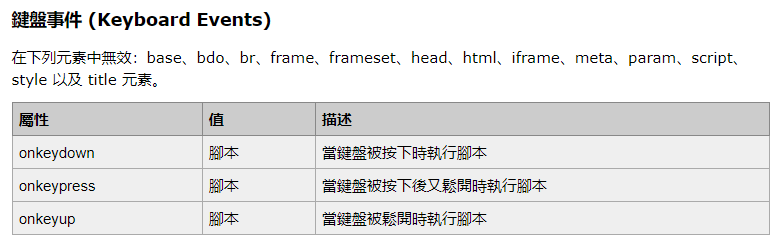 鍵盤事件 (Keyboard Events)
在下列元素中無效：base、bdo、br、frame、frameset、head、html、iframe、meta、param、script、
style 以及 title 元素。
屬性 值 描述
onkeydown 腳本 當鍵盤被按下時執行腳本
onkeypress 腳本 當鍵盤被按下後又鬆開時執行腳本
onkeyup 腳本 當鍵盤被鬆開時執行腳本